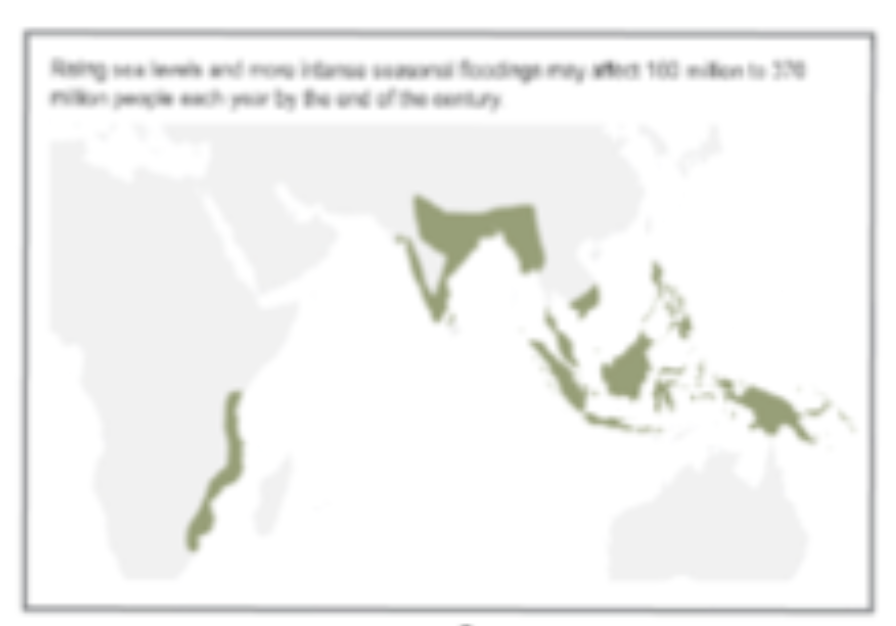 Rising sea levels and more intense seasonal floodings may affect 160 million to
million people each year by the end of the century.